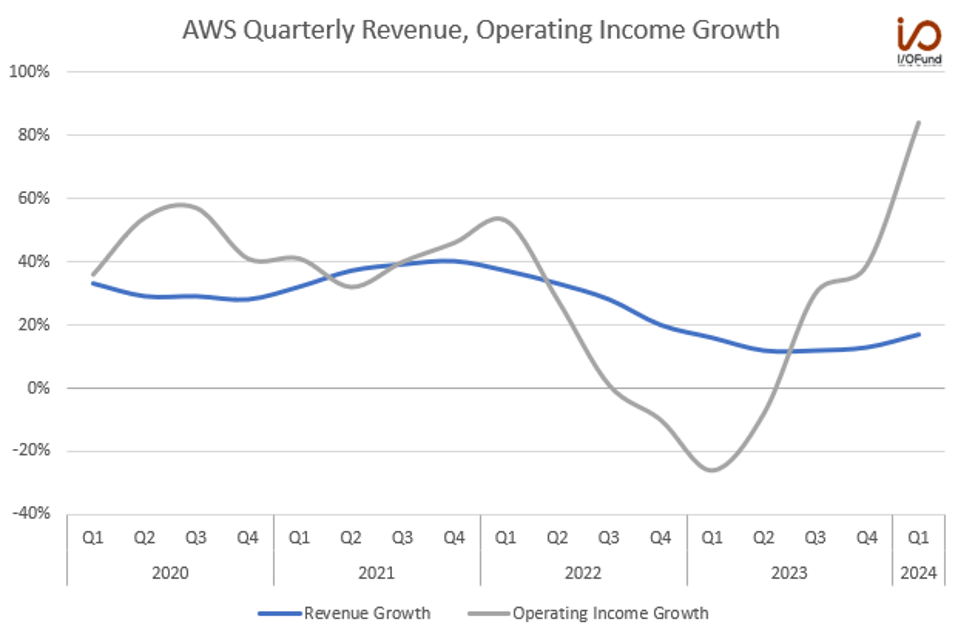 AWS Quarterly Revenue, Operating Income Growth
I/OFund
100%
80%
60%
40%
20%
0%
-20%
-40%
Q1 Q2 Q3 Q4 Q1 Q2 Q3 Q4 Q1 Q2 Q3 Q4 Q1 Q2 Q3 Q4 Q1
2020 2021 2022 2023 2024
Revenue Growth Operating Income Growth